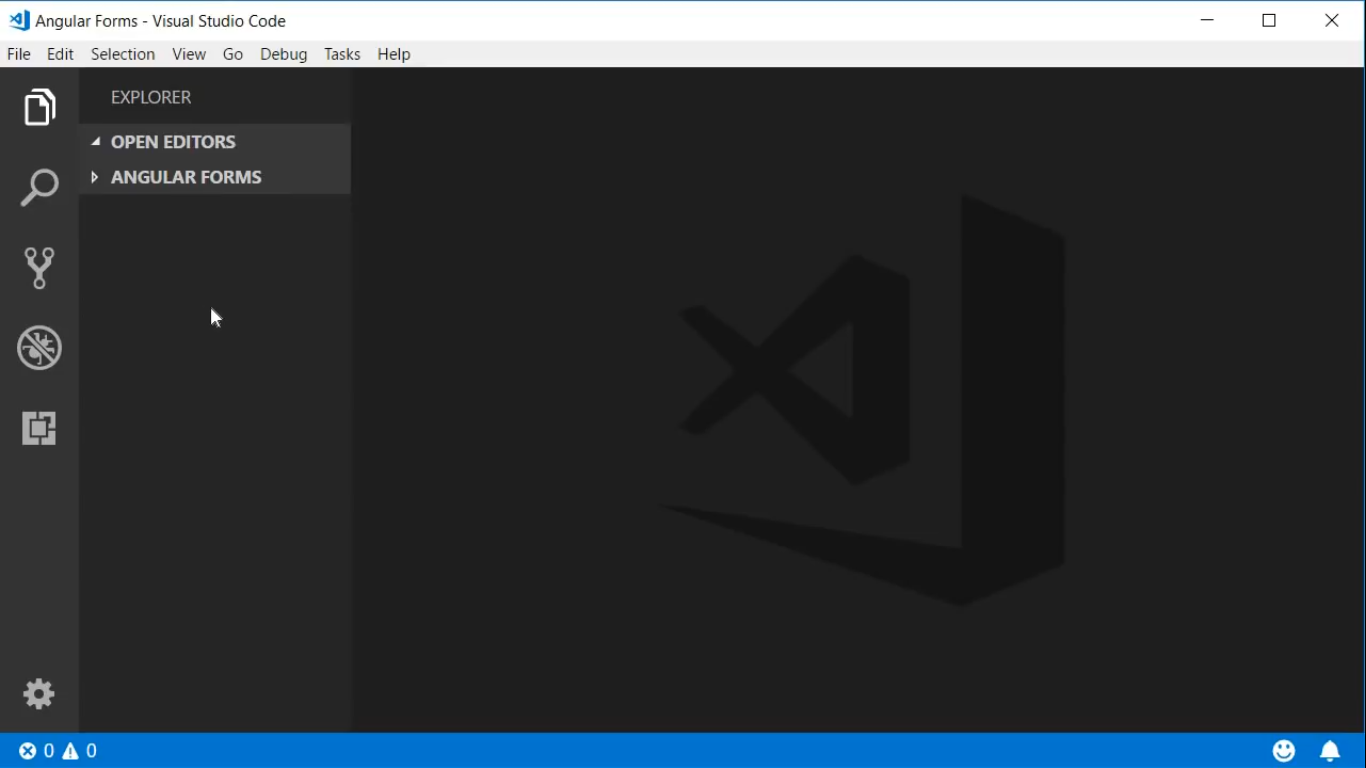 Angular Forms - Visual Studio Code
File Edit Selection View Go Debug Tasks Help
EXPLORER
OPEN EDITORS
ANGULAR FORMS
0 0